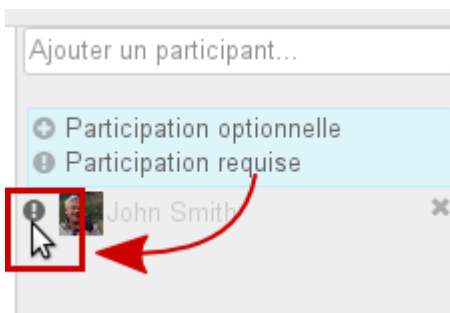 Ajouter un participant...
Participation optionnelle
Participation requise
John Smith